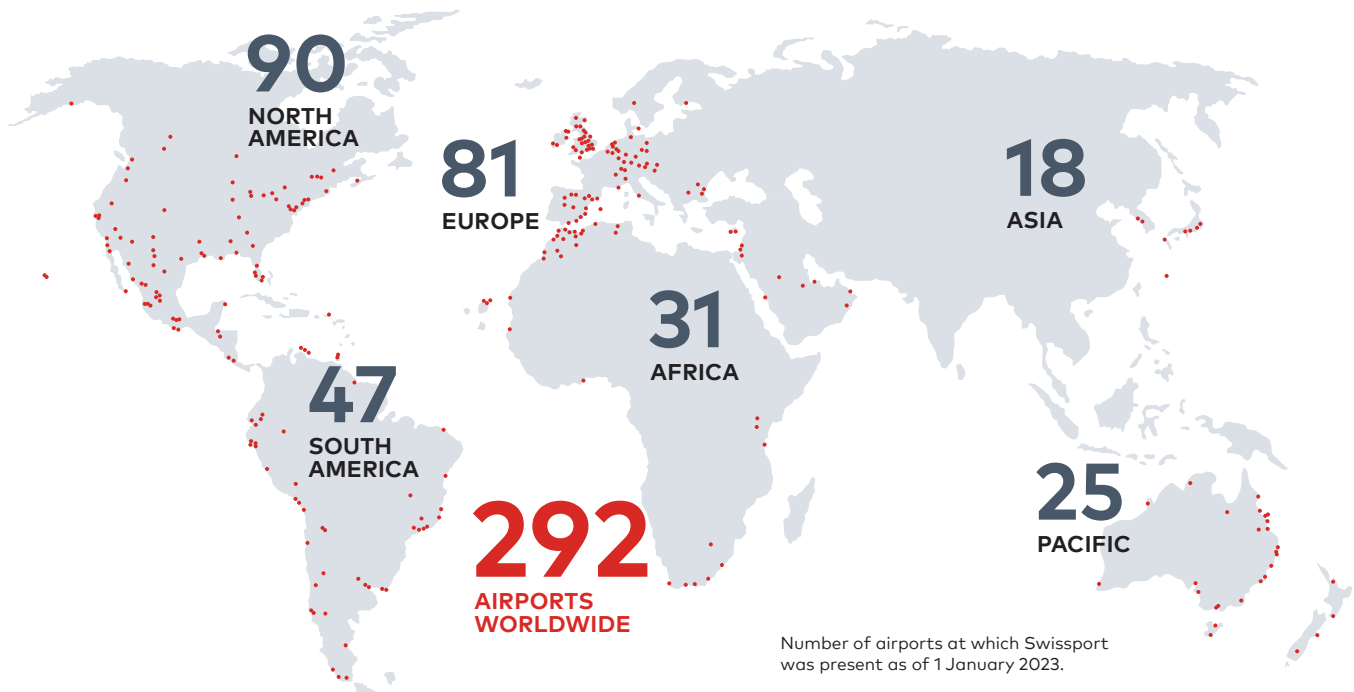 90
NORTH
AMERICA
81
EUROPE
18
ASIA
31
AFRICA
47
SOUTH
AMERICA
25
PACIFIC
292
AIRPORTS
WORLDWIDE
Number of airports at which Swissport
was present as of 1 January 2023.